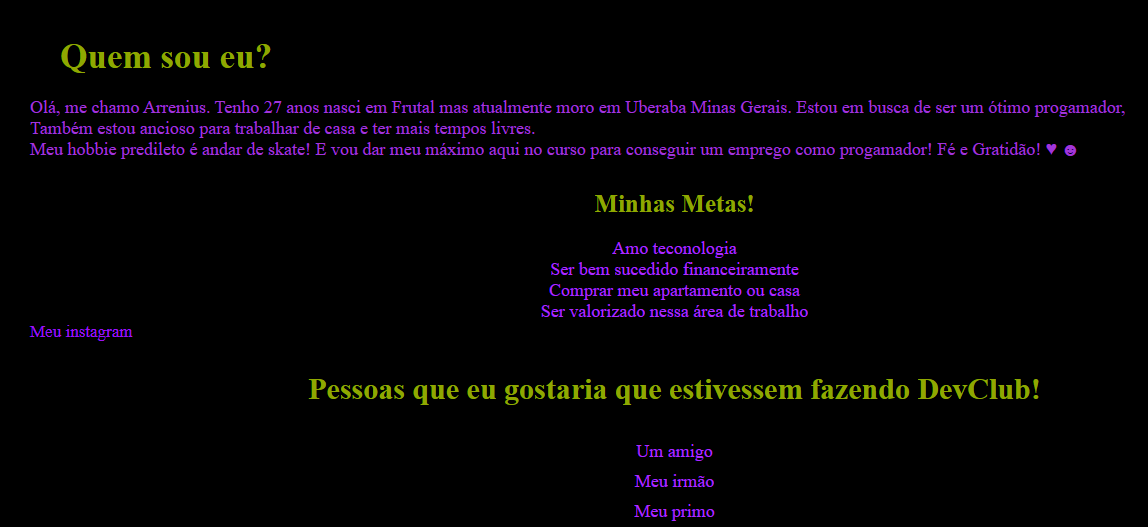 Quem sou eu?
Olá, me chamo Arrenius. Tenho 27 anos nasci em Frutal mas atualmente moro em Uberaba Minas Gerais. Estou em busca de ser um ótimo progamador,
Também estou ancioso para trabalhar de casa e ter mais tempos livres.
Meu hobbie predileto é andar de skate! E vou dar meu máximo aqui no curso para conseguir um emprego como progamador! Fé e Gratidão! ♥ ☻
Minhas Metas!
Amo teconologia
Ser bem sucedido financeiramente
Comprar meu apartamento ou casa
Ser valorizado nessa área de trabalho
Meu instagram
Pessoas que eu gostaria que estivessem fazendo DevClub!
Um amigo
Meu irmão
Meu primo